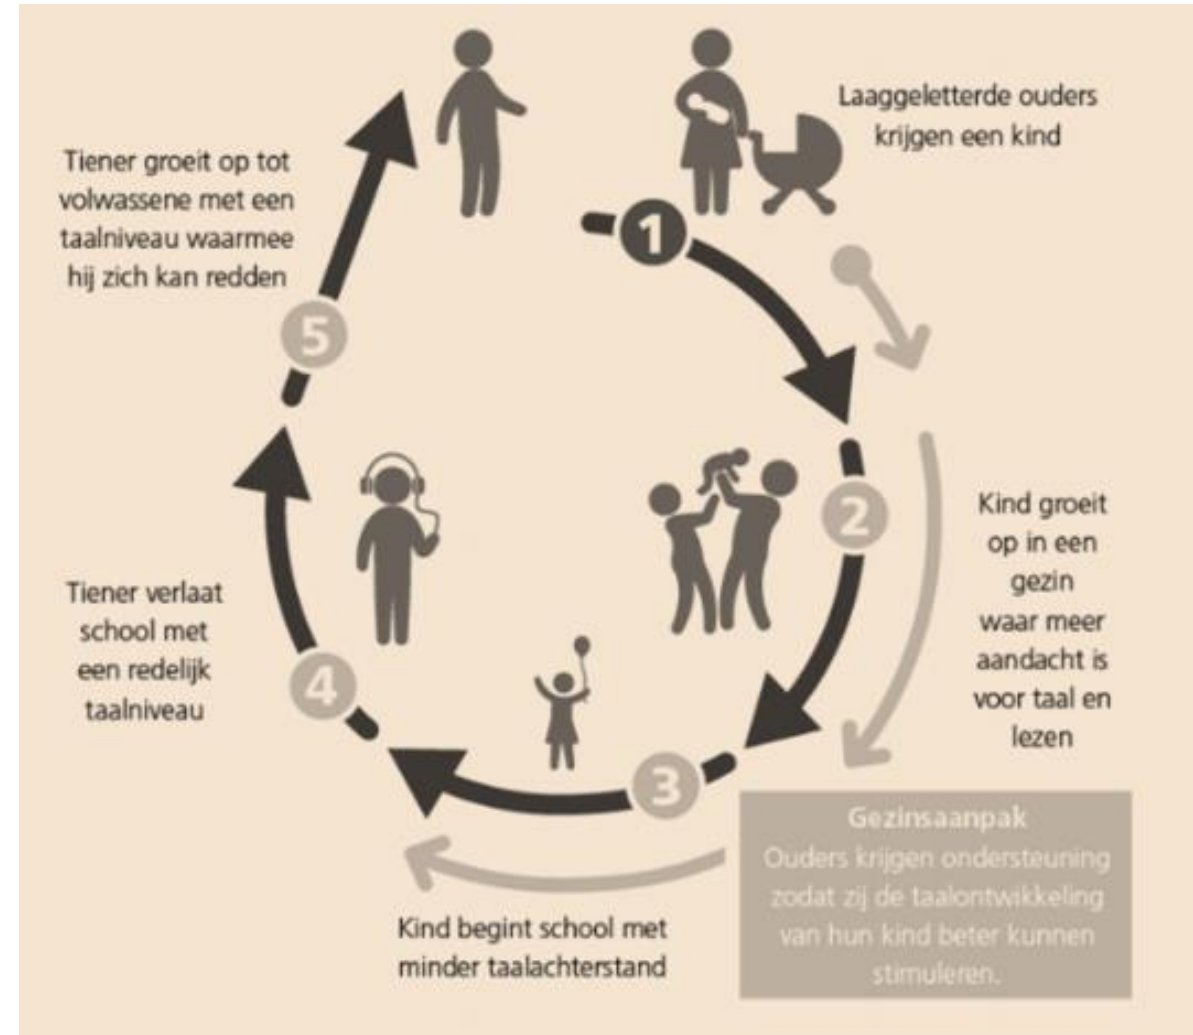 Laaggeletterde ouders
krijgen een kind
1
2
Kind groeit
op in een
gezin
waar meer
aandacht is
voor taal en
lezen
Gezinsaanpak
Ouders krijgen ondersteuning
zodat zij de taalontwikkeling
van hun kind beter kunnen
stimuleren.
3
Kind begint school met
minder taalachterstand
4
Tiener verlaat
school met
een redelijk
taalniveau
5
Tiener groeit op tot
volwassene met een
taalniveau waarmee
hij zich kan redden